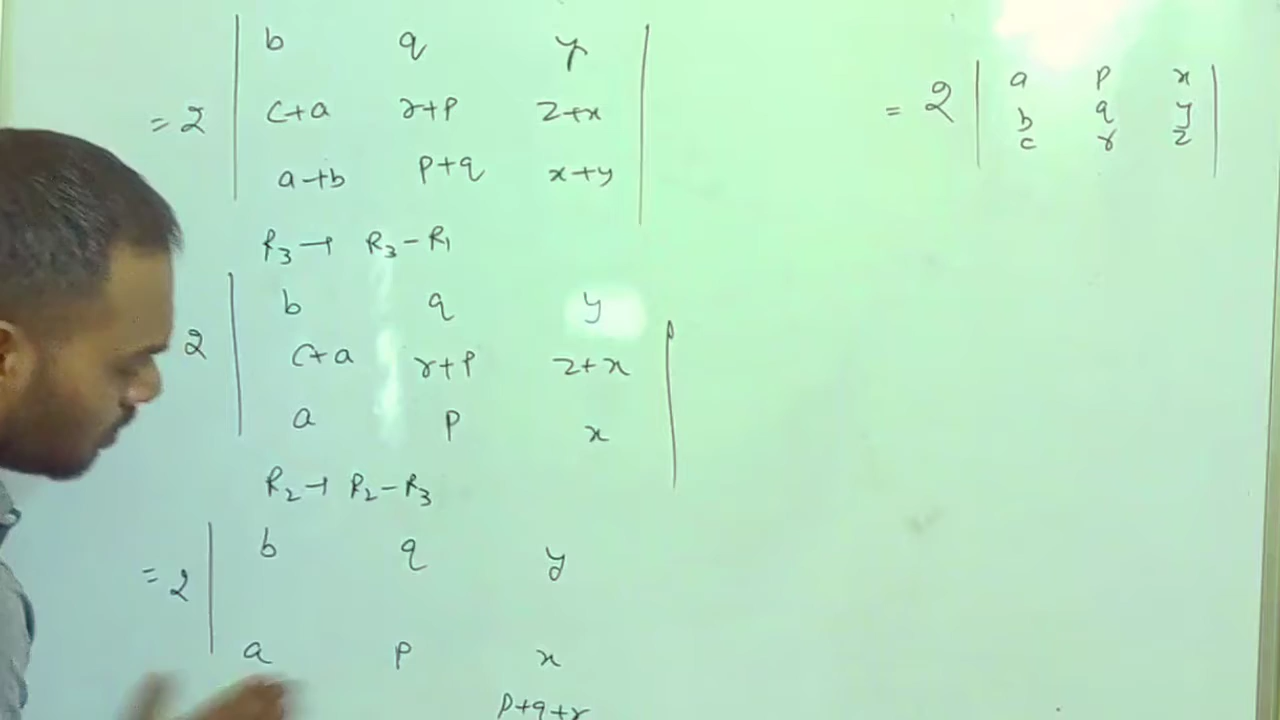 b q y
= 2 c+a r+p z+x
a+b p+q x+y
R3 → R3 - R1
b q y
2 c+a r+p z+x
a p x
R2 → R2 - R3
b q y
= 2
a p x
p+q+r
a p x
= 2 b q y
c r z